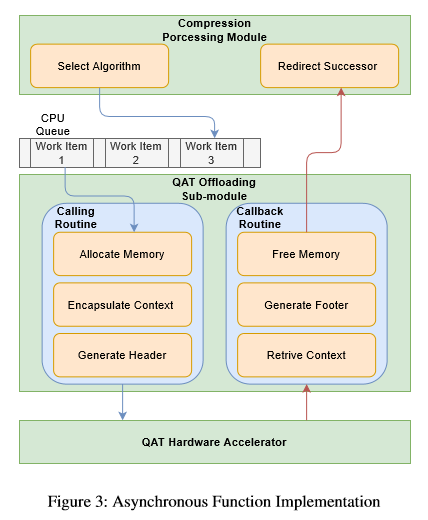 Compression
Porcessing Module
Select Algorithm
Redirect Successor
CPU
Queue
Work Item
1
Work Item
2
Work Item
3
QAT Offloading
Sub-module
Calling
Routine
Callback
Routine
Allocate Memory
Free Memory
Encapsulate Context
Generate Footer
Generate Header
Retrive Context
QAT Hardware Accelerator
Figure 3: Asynchronous Function Implementation